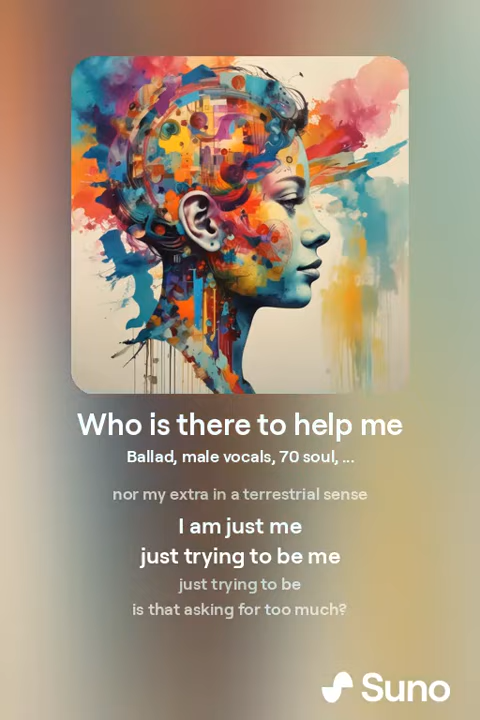 Who is there to help me
Ballad, male vocals, 70 soul, ...
nor my extra in a terrestrial sense
I am just me
just trying to be me
just trying to be
is that asking for too much?
Suno